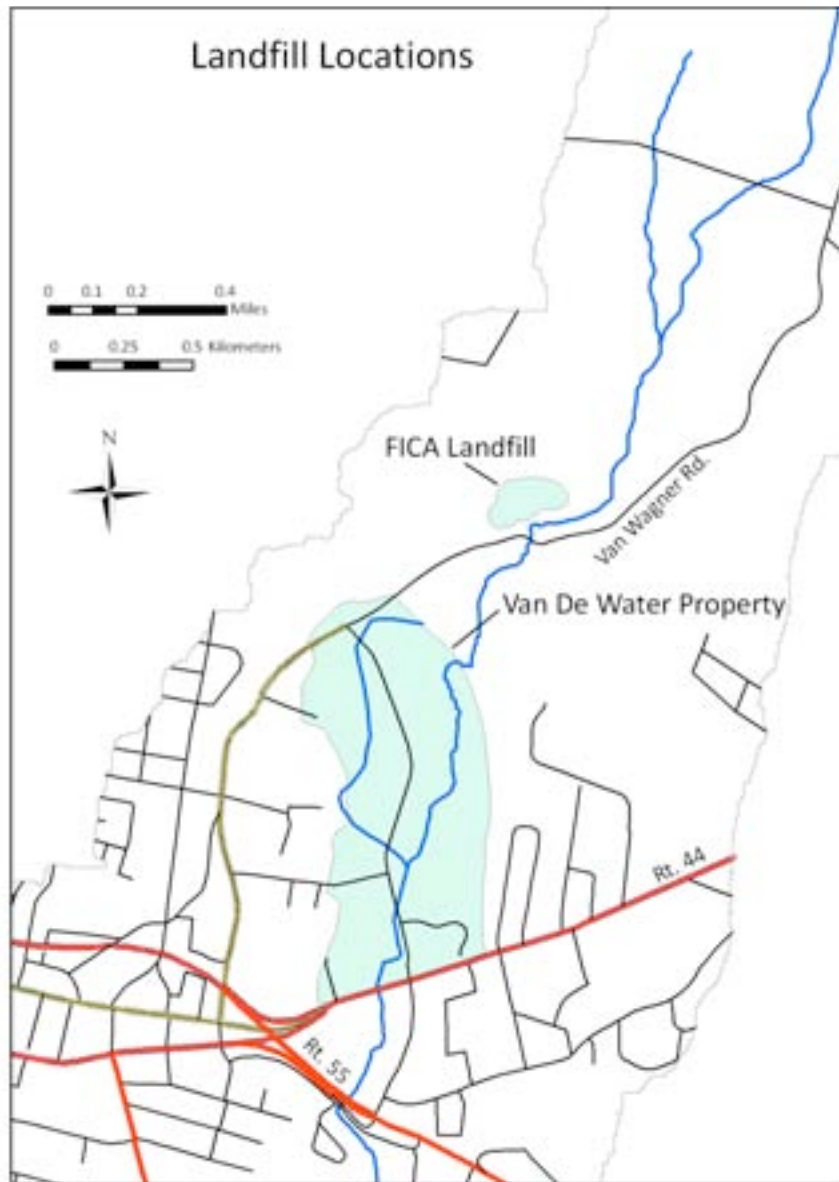 Landfill Locations
0 0.1 0.2 0.4
Miles
0 0.25 0.5 Kilometers
N
FICA Landfill
Van Wagner Rd.
Van De Water Property
Rt. 44
Rt. 55